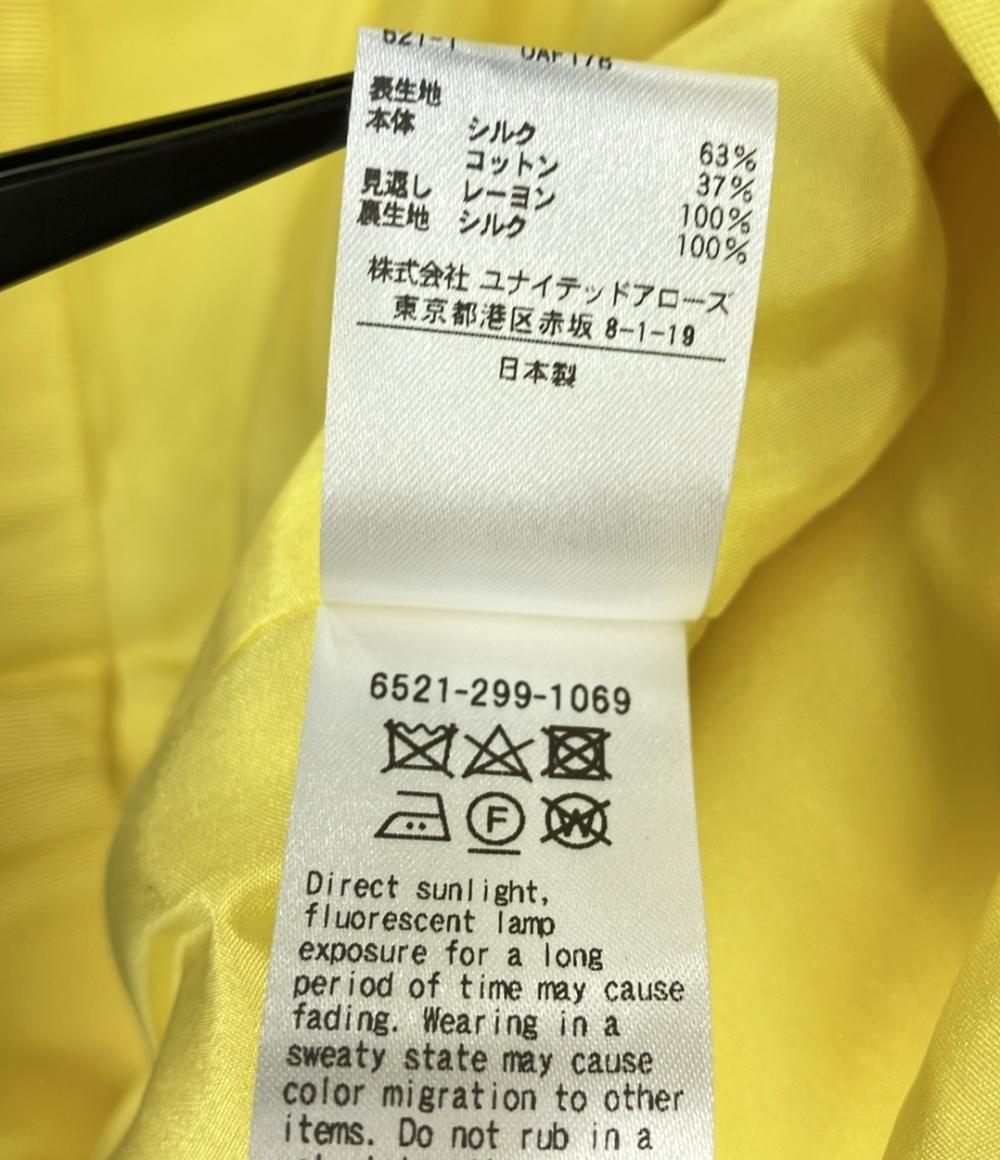 表生地
本体 シルク 63%
コットン 37%
見返し レーヨン 100%
裏生地 シルク 100%
株式会社 ユナイテッドアローズ
東京都港区赤坂 8-1-19
日本製
6521-299-1069
F W
Direct sunlight,
fluorescent lamp
exposure for a long
period of time may cause
fading. Wearing in a
sweaty state may cause
color migration to other
items. Do not rub in a